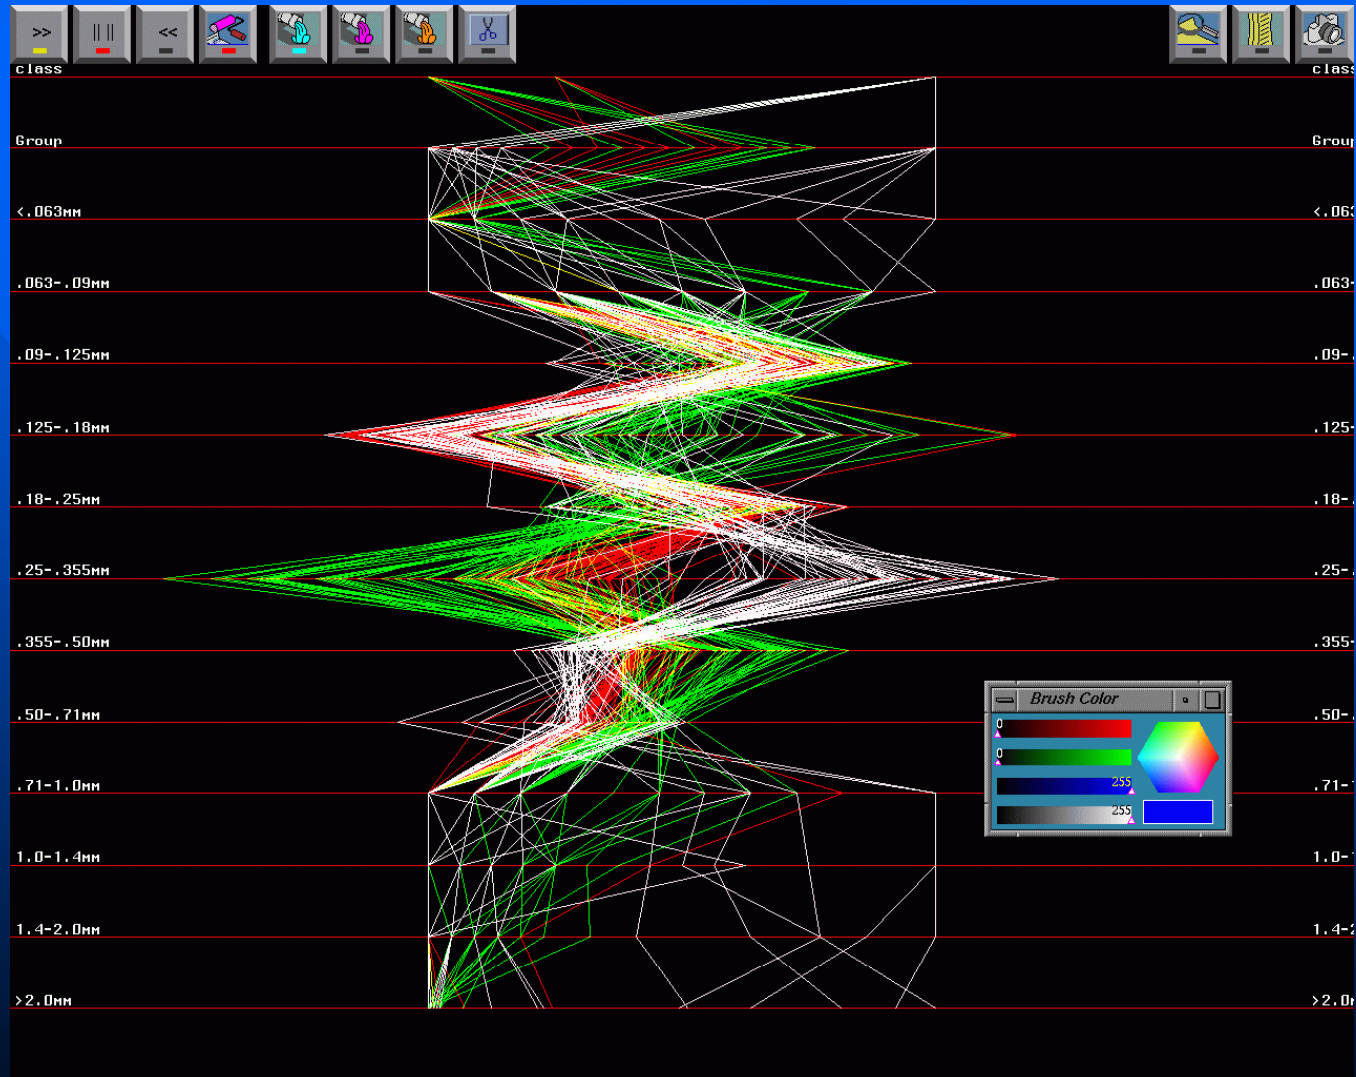 >> || || <<
class class
Group Group
<.063MM <.063
.063-.09MM .063-
.09-.125MM .09-.
.125-.18MM .125-
.18-.25MM .18-.
.25-.355MM .25-.
.355-.50MM .355-
Brush Color
.50-.71MM .50-.
0
0
255
255
.71-1.0MM .71-
1.0-1.4MM 1.0-
1.4-2.0MM 1.4-2
>2.0MM >2.0M